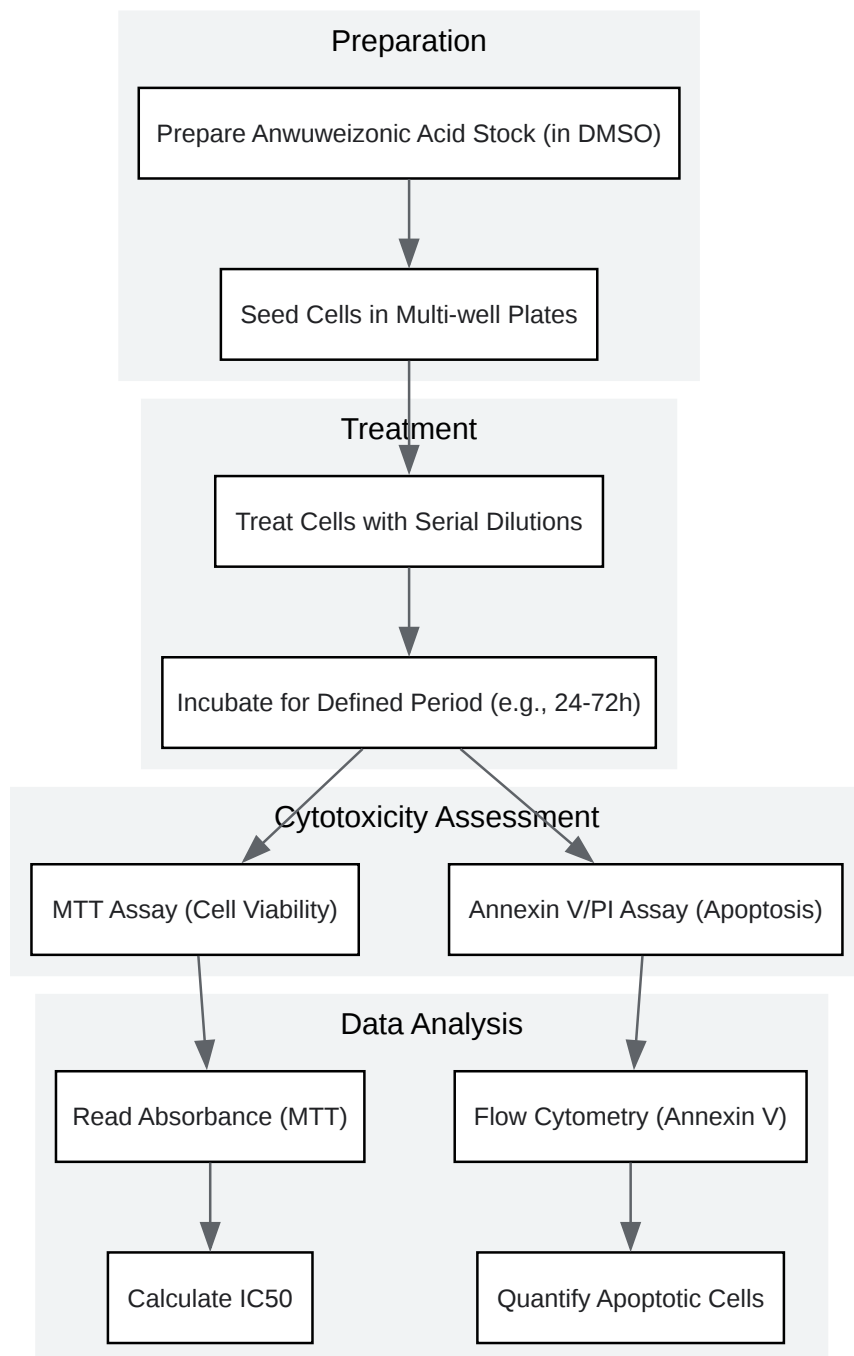 Preparation
Prepare Anwuweizonic Acid Stock (in DMSO)
Seed Cells in Multi-well Plates
Treatment
Treat Cells with Serial Dilutions
Incubate for Defined Period (e.g., 24-72h)
Cytotoxicity Assessment
MTT Assay (Cell Viability)
Annexin V/PI Assay (Apoptosis)
Data Analysis
Read Absorbance (MTT)
Flow Cytometry (Annexin V)
Calculate IC50
Quantify Apoptotic Cells